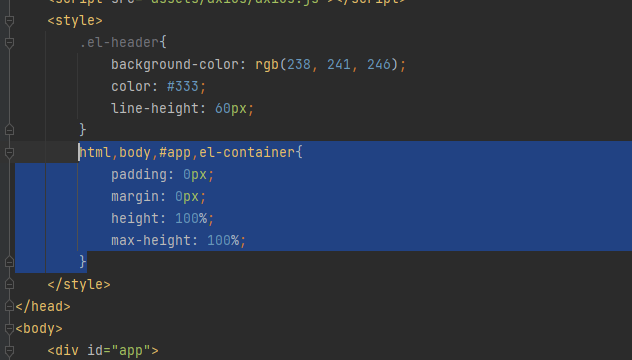 <script src="assets/axios/axios.js"></script>
<style>
.el-header{
background-color: rgb(238, 241, 246);
color: #333;
line-height: 60px;
}
html,body,#app,el-container{
padding: 0px;
margin: 0px;
height: 100%;
max-height: 100%;
}
</style>
</head>
<body>
<div id="app">